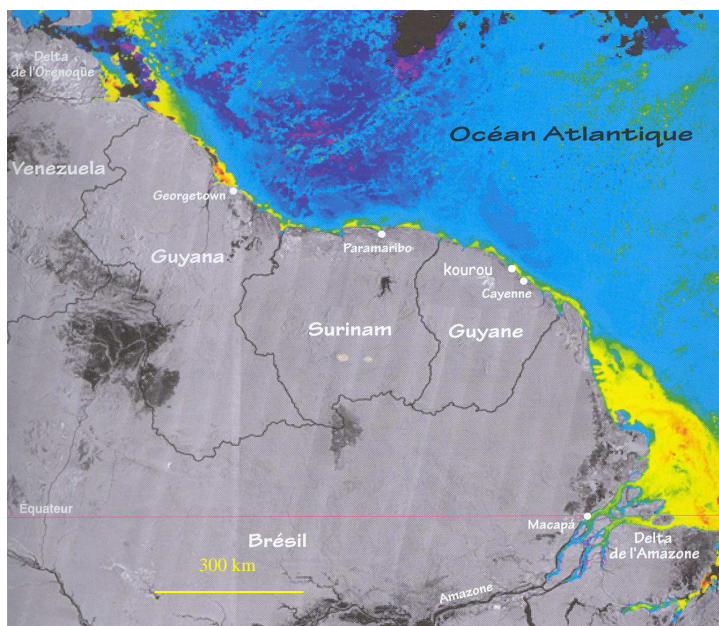 Delta
de l'Orénoque
Océan Atlantique
Venezuela
Georgetown
Paramaribo
Guyana
kourou
Cayenne
Surinam
Guyane
Équateur
Macapá
Brésil
Delta
de l'Amazone
300 km
Amazone